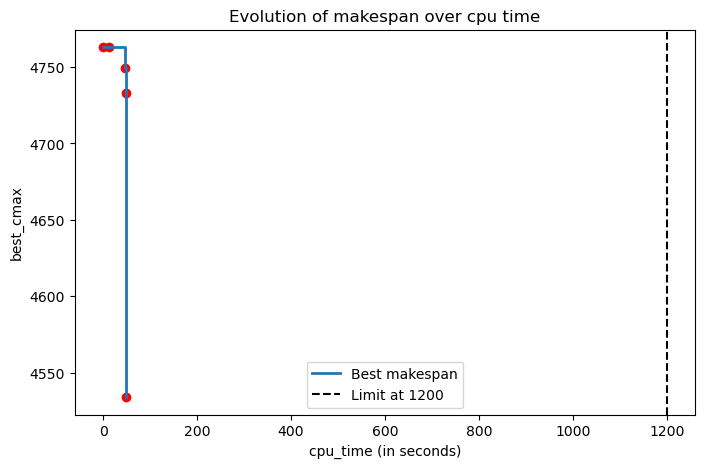 Evolution of makespan over cpu time
best_cmax
4750
4700
4650
4600
4550
Best makespan
Limit at 1200
0
200
400
600
800
1000
1200
cpu_time (in seconds)